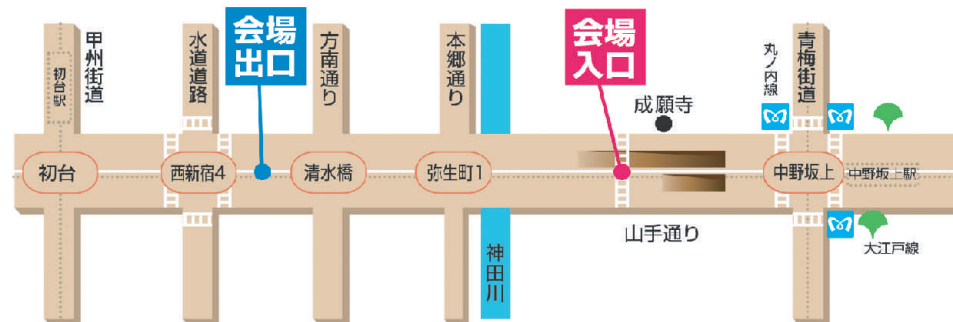 甲州街道
初台駅
初台
水道道路
西新宿4
会場
出口
方南通り
清水橋
本郷通り
弥生町1
神田川
会場
入口
成願寺
山手通り
丸ノ内線
青梅街道
中野坂上
中野坂上駅
大江戸線